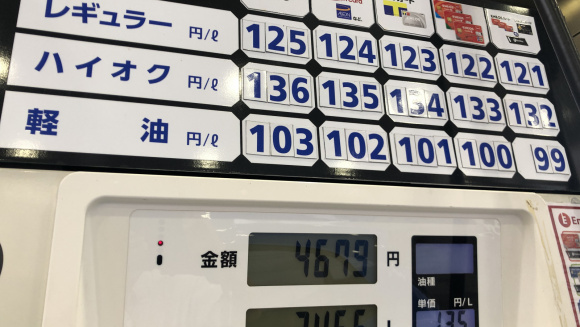 レギュラー 円/ℓ 125 124 123 122 121
ハイオク 円/ℓ 136 135 134 133 132
軽油 円/ℓ 103 102 101 100 99
金額 4679 円
油種
単価 円/L
135
L